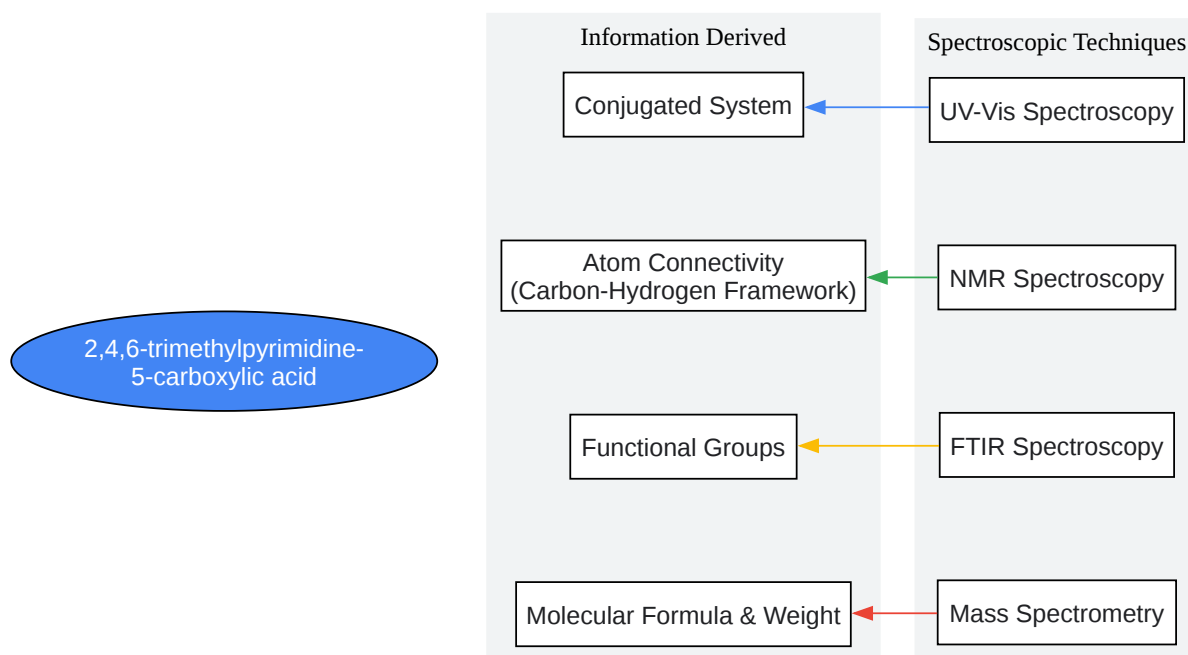 Information Derived
Spectroscopic Techniques
Conjugated System
UV-Vis Spectroscopy
Atom Connectivity
(Carbon-Hydrogen Framework)
NMR Spectroscopy
2,4,6-trimethylpyrimidine-
5-carboxylic acid
Functional Groups
FTIR Spectroscopy
Molecular Formula & Weight
Mass Spectrometry